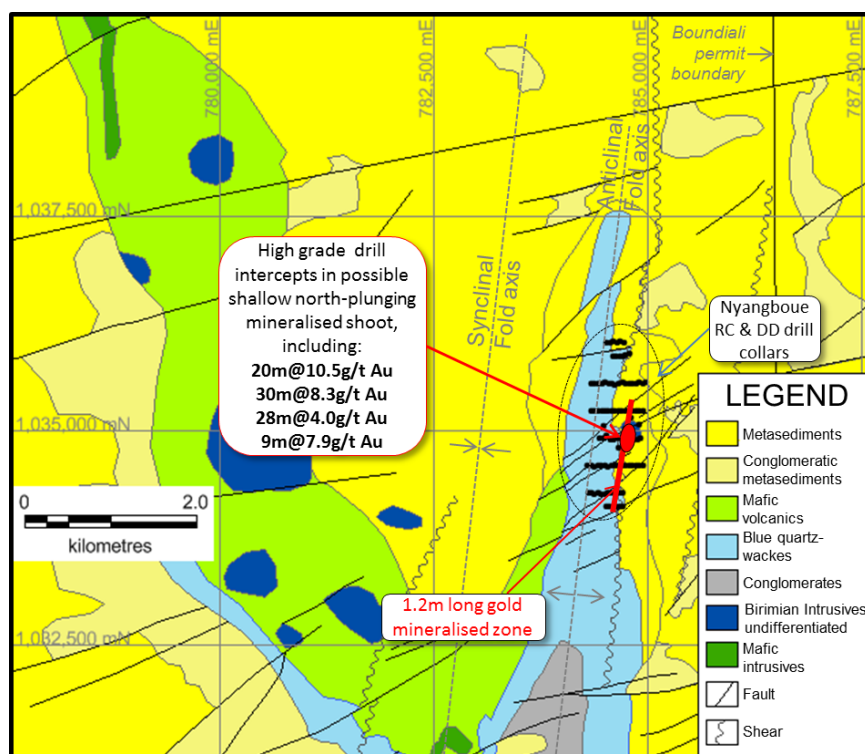 780,000 mE
782,500 mE
785,000 mE
787,500 mE
Boundiali
permit
boundary
Anticlinal
Fold axis
1,037,500 mN
High grade drill
intercepts in possible
shallow north-plunging
mineralised shoot,
including:
20m@10.5g/t Au
30m@8.3g/t Au
28m@4.0g/t Au
9m@7.9g/t Au
Synclinal
Fold axis
Nyangboue
RC & DD drill
collars
1,035,000 mN
0 2.0
kilometres
1.2m long gold
mineralised zone
1,032,500 mN
LEGEND
Metasediments
Conglomeratic
metasediments
Mafic
volcanics
Blue quartz-
wackes
Conglomerates
Birimian Intrusives
undifferentiated
Mafic
intrusives
Fault
Shear